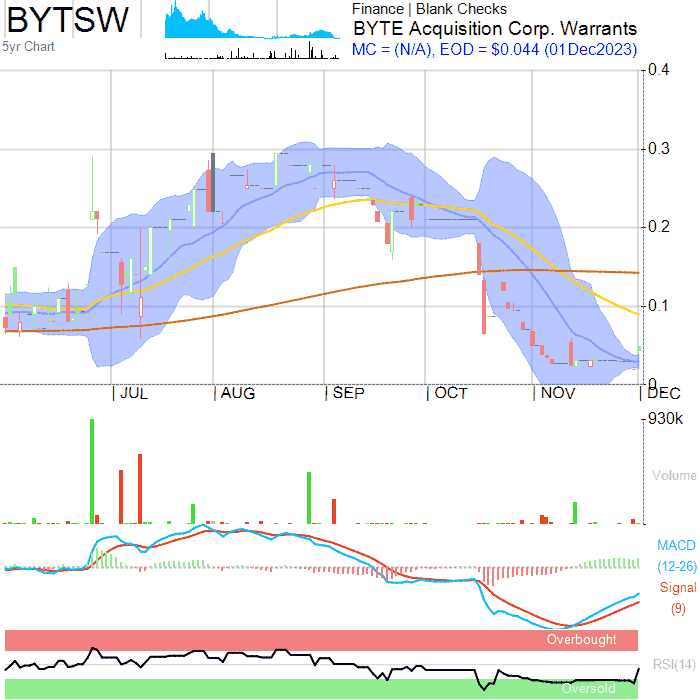 BYTSW
5yr Chart
Finance | Blank Checks
BYTE Acquisition Corp. Warrants
MC = (N/A), EOD = $0.044 (01Dec2023)
0.4
0.3
0.2
0.1
0
JUL AUG SEP OCT NOV DEC
930k
Volume
MACD
(12-26)
Signal
(9)
Overbought
RSI(14)
Oversold